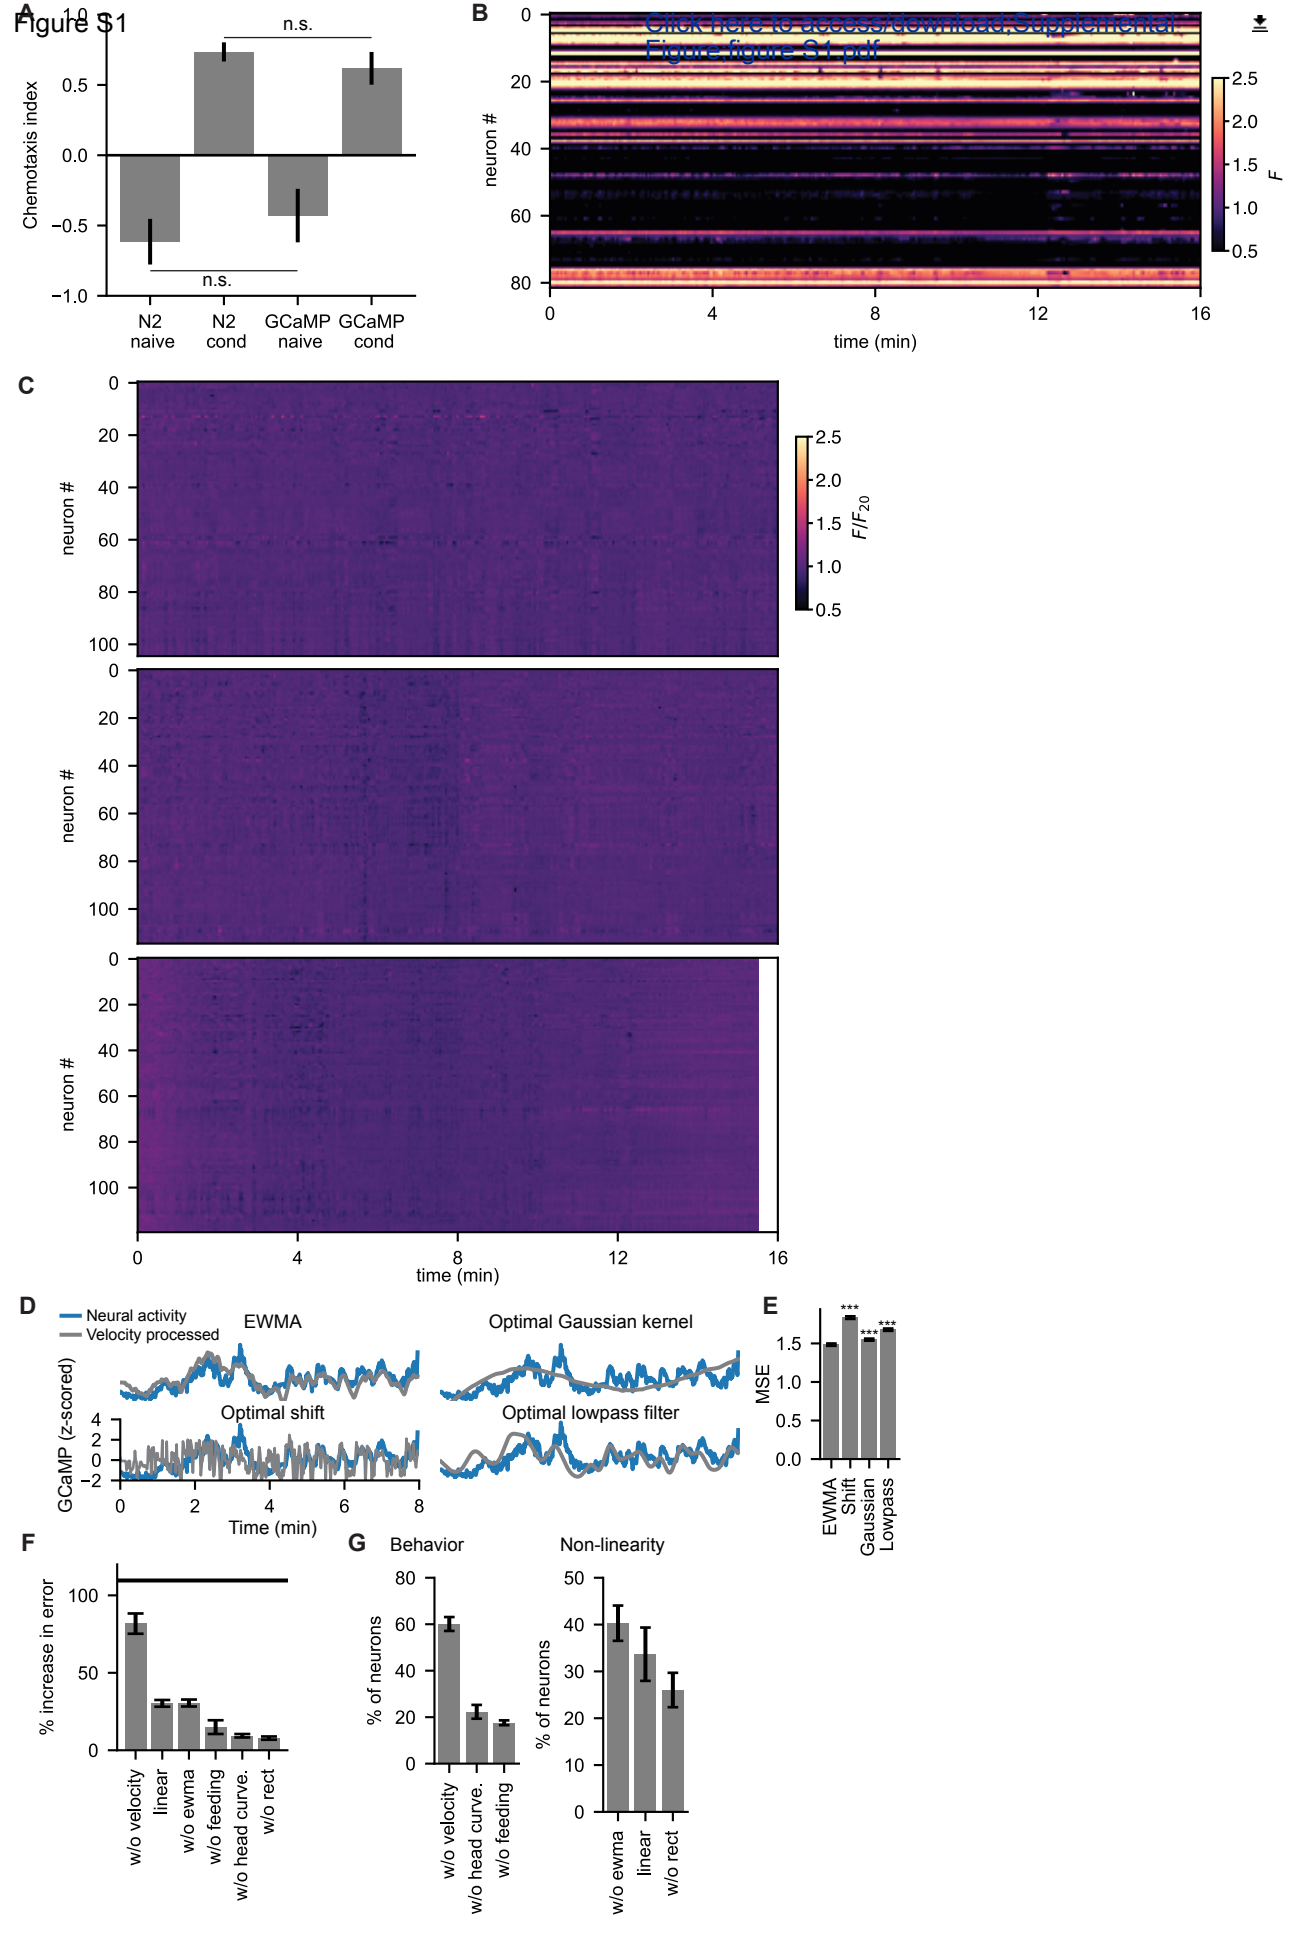 Figure S1
Click here to access/download;Supplemental
Figure;figure S1.pdf
A
1.0
0.5
0.0
−0.5
−1.0
Chemotaxis index
n.s.
n.s.
N2
naive
N2
cond
GCaMP
naive
GCaMP
cond
B
0
20
40
60
80
neuron #
0
4
8
12
16
time (min)
2.5
2.0
1.5
1.0
0.5
F
C
0
20
40
60
80
100
neuron #
2.5
2.0
1.5
1.0
0.5
F/F20
0
20
40
60
80
100
neuron #
0
20
40
60
80
100
neuron #
0
4
8
12
16
time (min)
D
Neural activity
Velocity processed
EWMA
Optimal Gaussian kernel
Optimal shift
Optimal lowpass filter
4
2
0
−2
GCaMP (z-scored)
0
2
4
6
8
Time (min)
E
***
***
***
1.5
1.0
0.5
0.0
MSE
EWMA
Shift
Gaussian
Lowpass
F
100
50
0
% increase in error
w/o velocity
linear
w/o ewma
w/o feeding
w/o head curve.
w/o rect
G
Behavior
80
60
40
20
0
% of neurons
w/o velocity
w/o head curve.
w/o feeding
Non-linearity
50
40
30
20
10
0
% of neurons
w/o ewma
linear
w/o rect